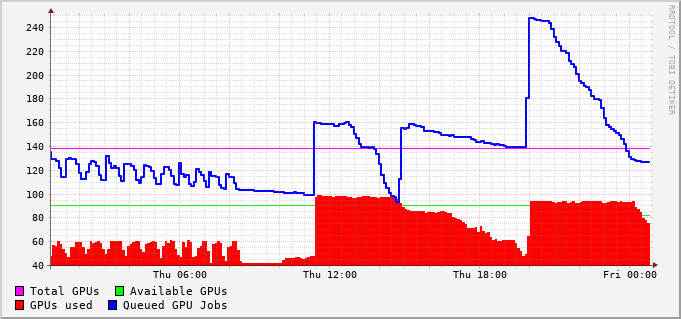 240
220
200
180
160
140
120
100
80
60
40
Thu 06:00 Thu 12:00 Thu 18:00 Fri 00:00
Total GPUs Available GPUs
GPUs used Queued GPU Jobs
RRDTOOL / TOBI OETIKER